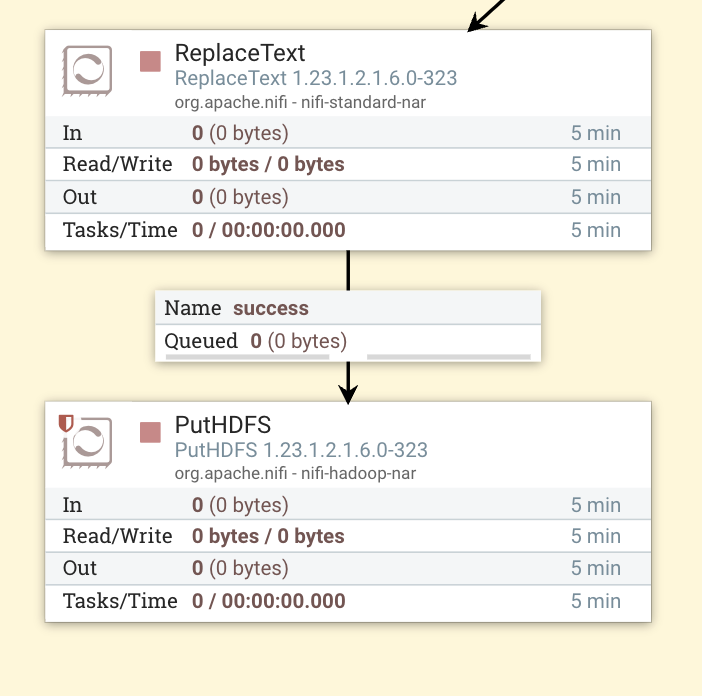 ReplaceText
ReplaceText 1.23.1.2.1.6.0-323
org.apache.nifi - nifi-standard-nar
In 0 (0 bytes) 5 min
Read/Write 0 bytes / 0 bytes 5 min
Out 0 (0 bytes) 5 min
Tasks/Time 0 / 00:00:00.000 5 min
Name success
Queued 0 (0 bytes)
PutHDFS
PutHDFS 1.23.1.2.1.6.0-323
org.apache.nifi - nifi-hadoop-nar
In 0 (0 bytes) 5 min
Read/Write 0 bytes / 0 bytes 5 min
Out 0 (0 bytes) 5 min
Tasks/Time 0 / 00:00:00.000 5 min